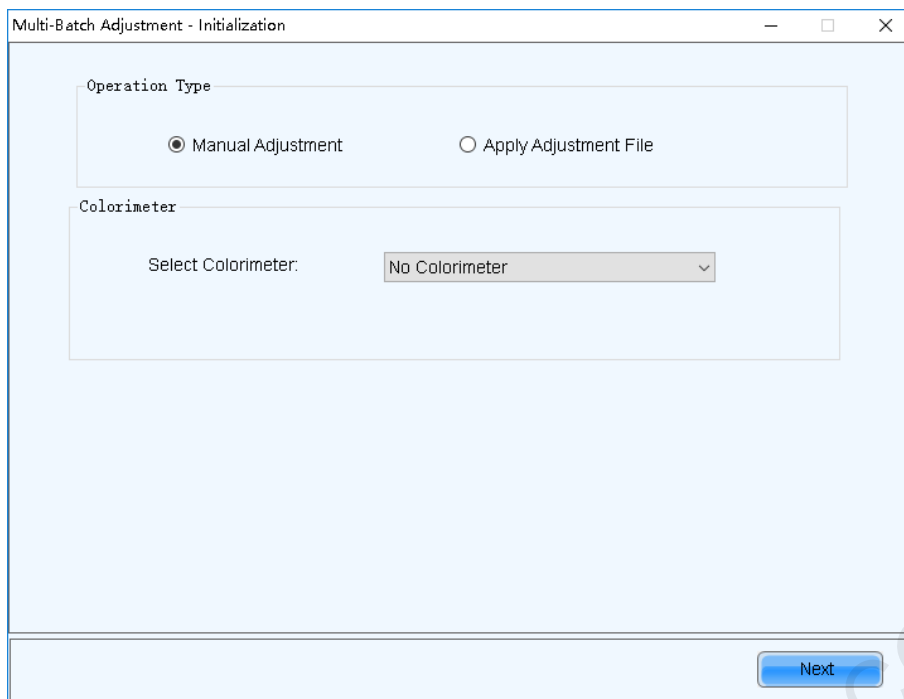 Multi-Batch Adjustment - Initialization
Operation Type
Manual Adjustment Apply Adjustment File
Colorimeter
Select Colorimeter: No Colorimeter
Next